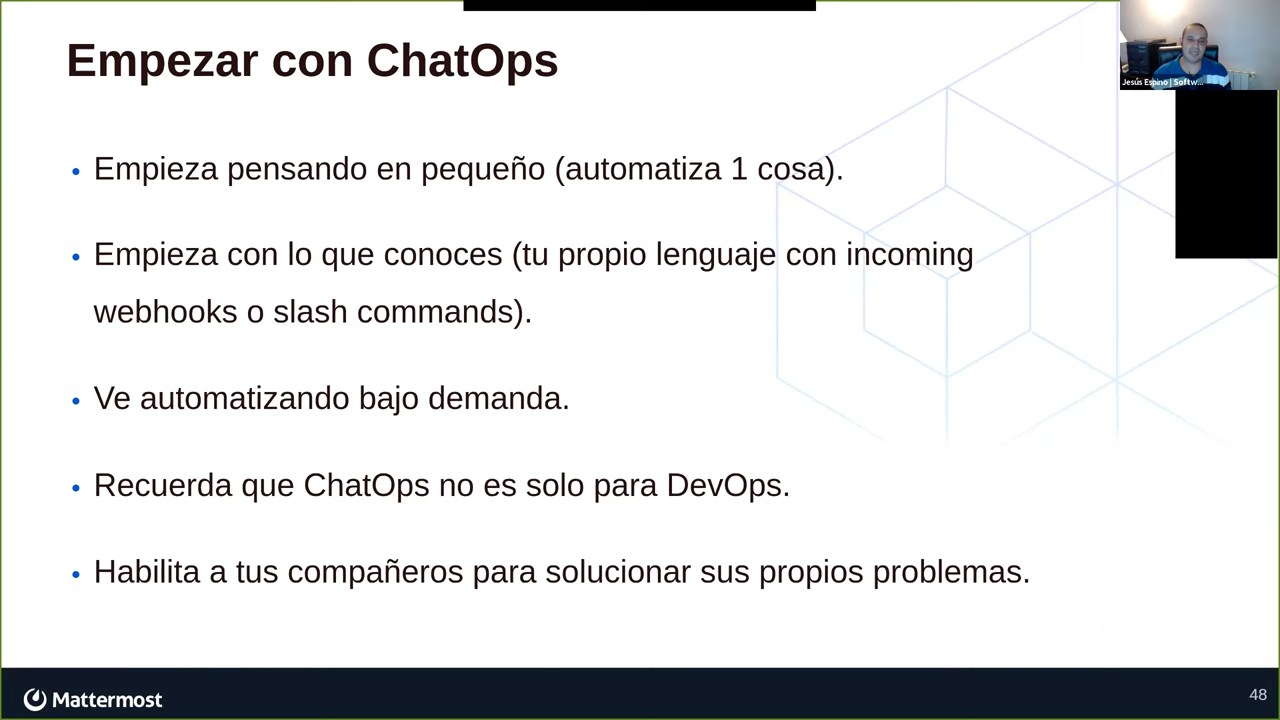 Empezar con ChatOps
Jesús Espino | Softw...
• Empieza pensando en pequeño (automatiza 1 cosa).
• Empieza con lo que conoces (tu propio lenguaje con incoming
webhooks o slash commands).
• Ve automatizando bajo demanda.
• Recuerda que ChatOps no es solo para DevOps.
• Habilita a tus compañeros para solucionar sus propios problemas.
Mattermost
48